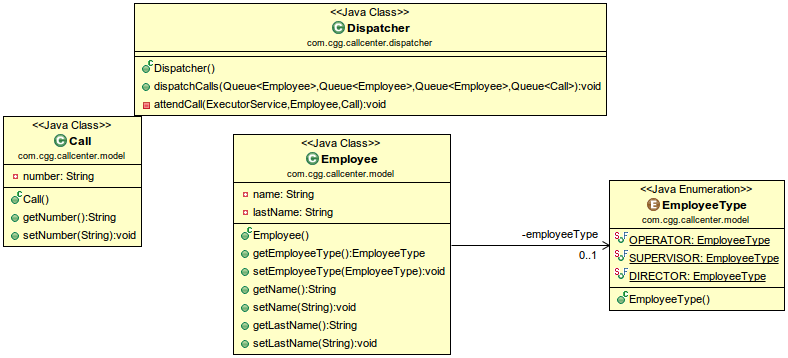 <<Java Class>>
Dispatcher
com.cgg.callcenter.dispatcher
Dispatcher()
dispatchCalls(Queue<Employee>,Queue<Employee>,Queue<Employee>,Queue<Call>):void
attendCall(ExecutorService,Employee,Call):void
<<Java Class>>
Call
com.cgg.callcenter.model
number: String
Call()
getNumber():String
setNumber(String):void
<<Java Class>>
Employee
com.cgg.callcenter.model
name: String
lastName: String
Employee()
getEmployeeType():EmployeeType
setEmployeeType(EmployeeType):void
getName():String
setName(String):void
getLastName():String
setLastName(String):void
-employeeType
0..1
<<Java Enumeration>>
EmployeeType
com.cgg.callcenter.model
OPERATOR: EmployeeType
SUPERVISOR: EmployeeType
DIRECTOR: EmployeeType
EmployeeType()